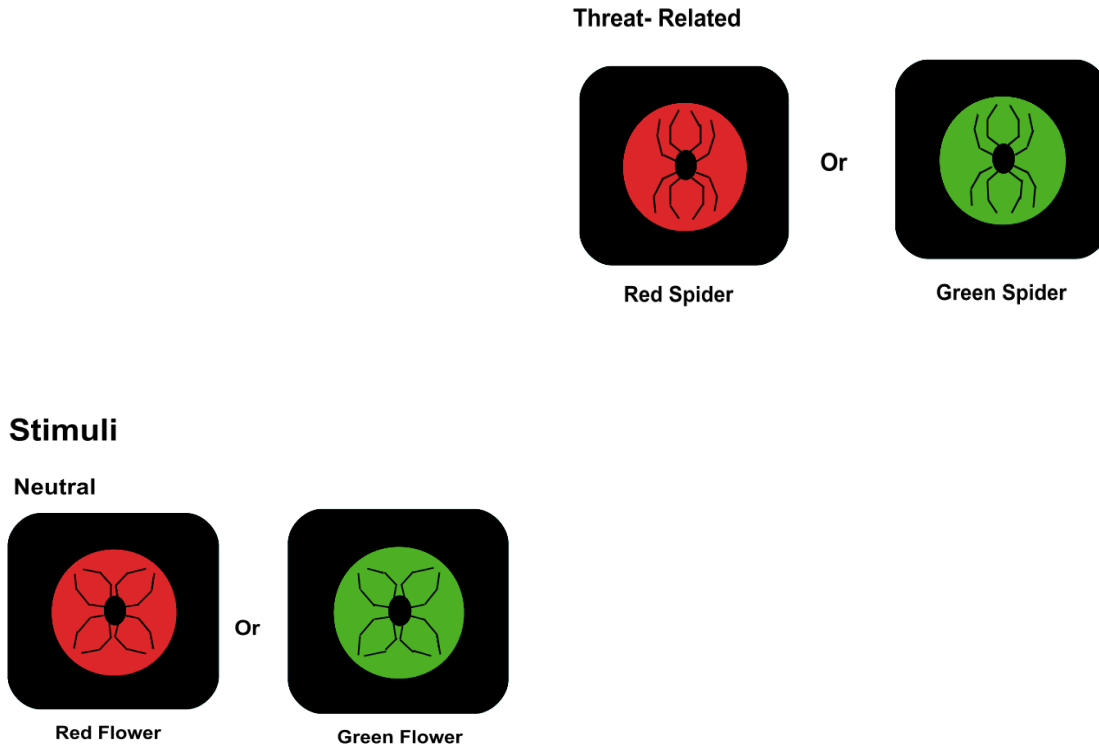 Threat- Related
Or
Red Spider
Green Spider
Stimuli
Neutral
Or
Red Flower
Green Flower